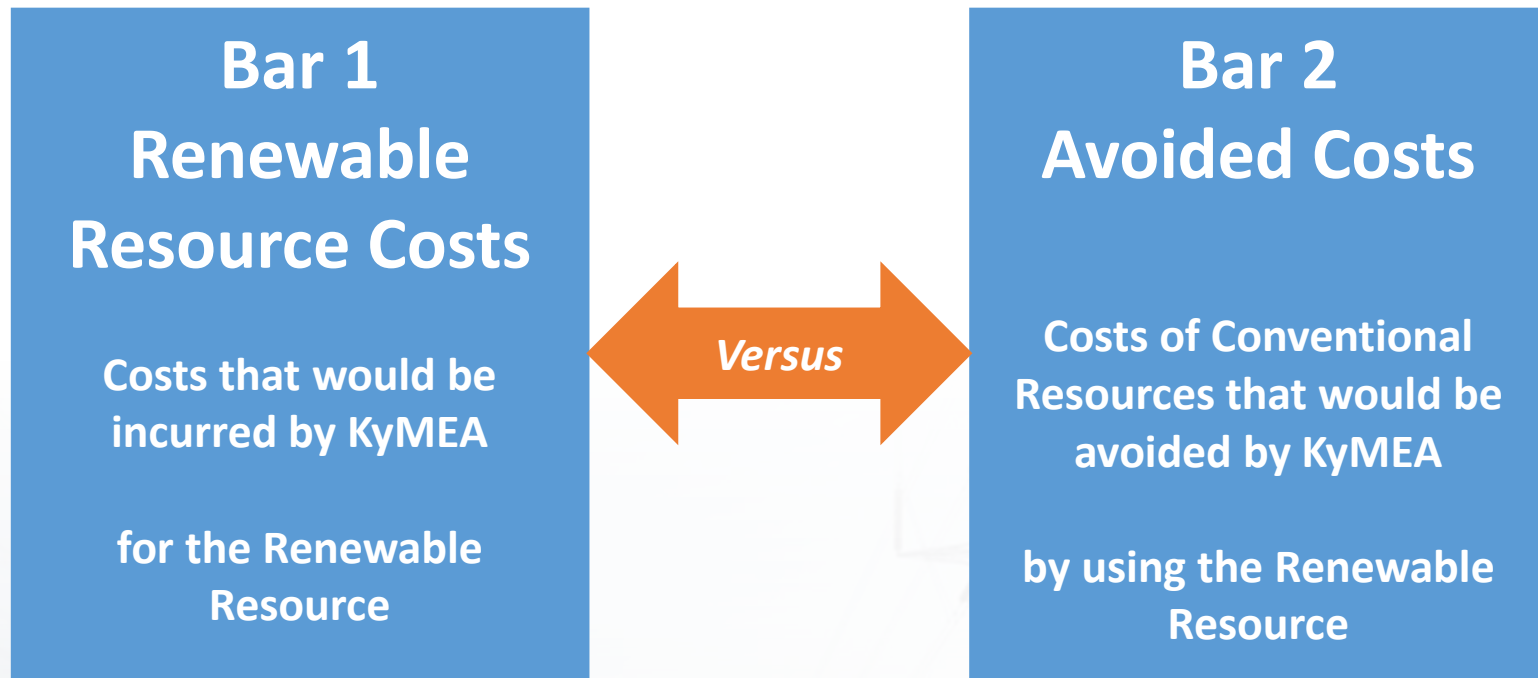 Bar 1
Renewable
Resource Costs
Costs that would be
incurred by KyMEA
for the Renewable
Resource
Versus
Bar 2
Avoided Costs
Costs of Conventional
Resources that would be
avoided by KyMEA
by using the Renewable
Resource